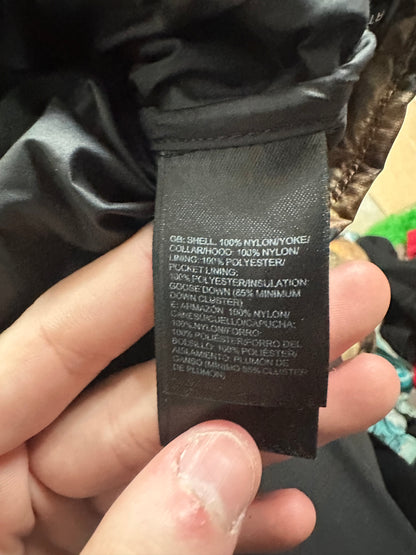 GB: SHELL: 100% NYLON/YOKE/
COLLAR/HOOD: 100% NYLON/
LINING: 100% POLYESTER/
POCKET LINING:
100% POLYESTER/INSULATION:
GOOSE DOWN (85% MINIMUM
DOWN CLUSTER)
E: ARMAZÓN: 100% NYLON/
CANESÚ/CUELLO/CAPUCHA:
100% NYLON/FORRO:
100% POLIÉSTER/FORRO DEL
BOLSILLO: 100% POLIÉSTER/
AISLAMIENTO: PLUMÓN DE
GANSO (MÍNIMO 85% CLUSTER
DE PLUMÓN)